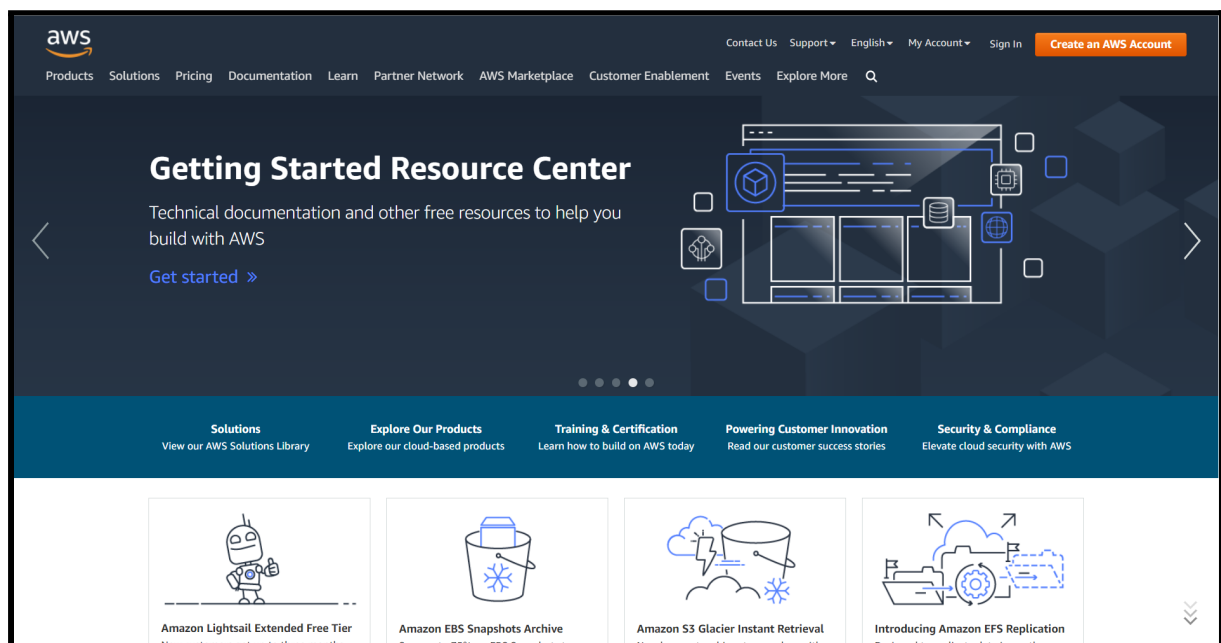 aws
Contact Us Support English My Account Sign In Create an AWS Account
Products Solutions Pricing Documentation Learn Partner Network AWS Marketplace Customer Enablement Events Explore More
Getting Started Resource Center
Technical documentation and other free resources to help you
build with AWS
Get started »
Solutions
View our AWS Solutions Library
Explore Our Products
Explore our cloud-based products
Training & Certification
Learn how to build on AWS today
Powering Customer Innovation
Read our customer success stories
Security & Compliance
Elevate cloud security with AWS
Amazon Lightsail Extended Free Tier
Amazon EBS Snapshots Archive
Amazon S3 Glacier Instant Retrieval
Introducing Amazon EFS Replication